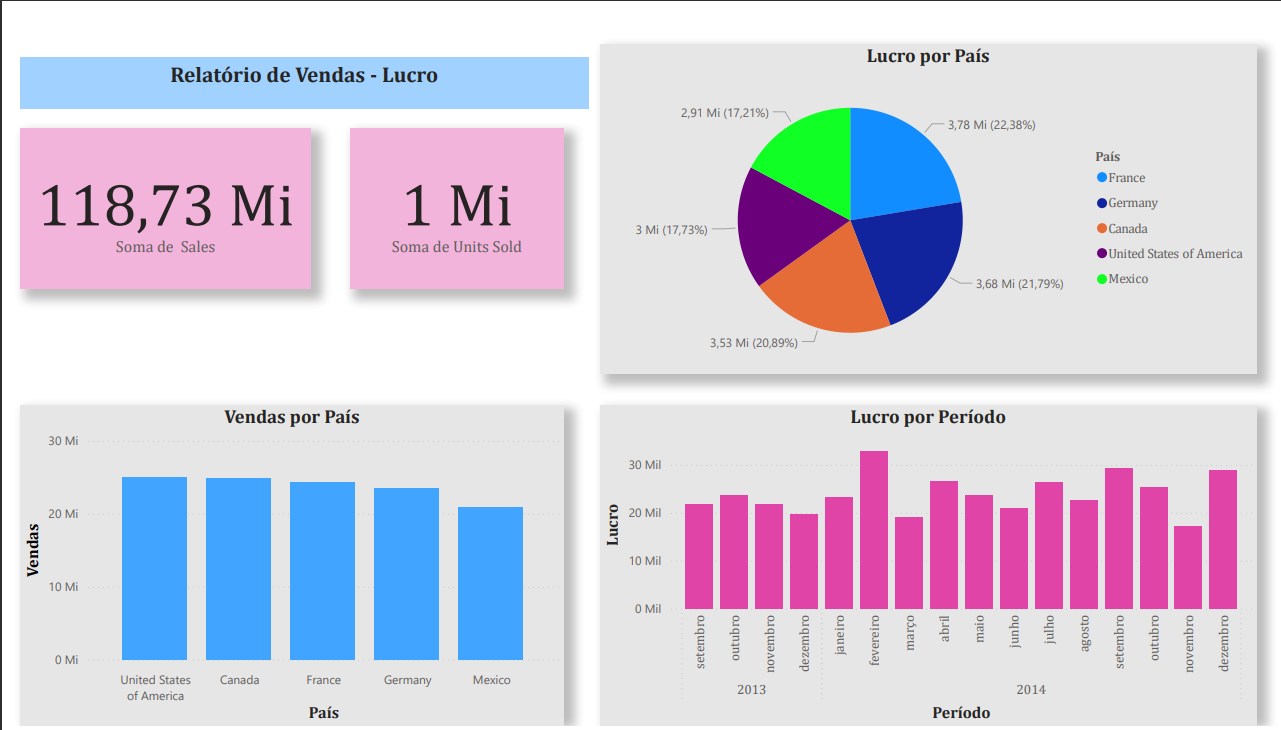 Relatório de Vendas - Lucro
118,73 Mi
Soma de  Sales
1 Mi
Soma de Units Sold
Lucro por País
2,91 Mi (17,21%)
3,78 Mi (22,38%)
3 Mi (17,73%)
3,68 Mi (21,79%)
3,53 Mi (20,89%)
País
France
Germany
Canada
United States of America
Mexico
Vendas por País
30 Mi
20 Mi
10 Mi
0 Mi
Vendas
United States
of America
Canada
France
Germany
Mexico
País
Lucro por Período
30 Mil
20 Mil
10 Mil
0 Mil
Lucro
setembro
outubro
novembro
dezembro
janeiro
fevereiro
março
abril
maio
junho
julho
agosto
setembro
outubro
novembro
dezembro
2013
2014
Período